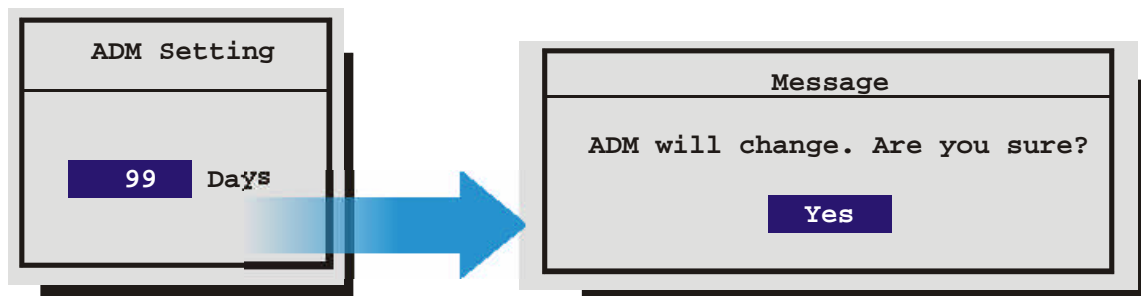 ADM Setting
99 Days
Message
ADM will change. Are you sure?
Yes